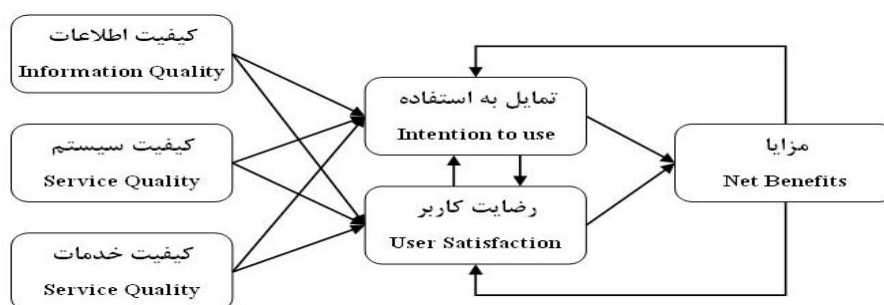 کیفیت اطلاعات
Information Quality
کیفیت سیستم
Service Quality
کیفیت خدمات
Service Quality
تمایل به استفاده
Intention to use
رضایت کاربر
User Satisfaction
مزایا
Net Benefits